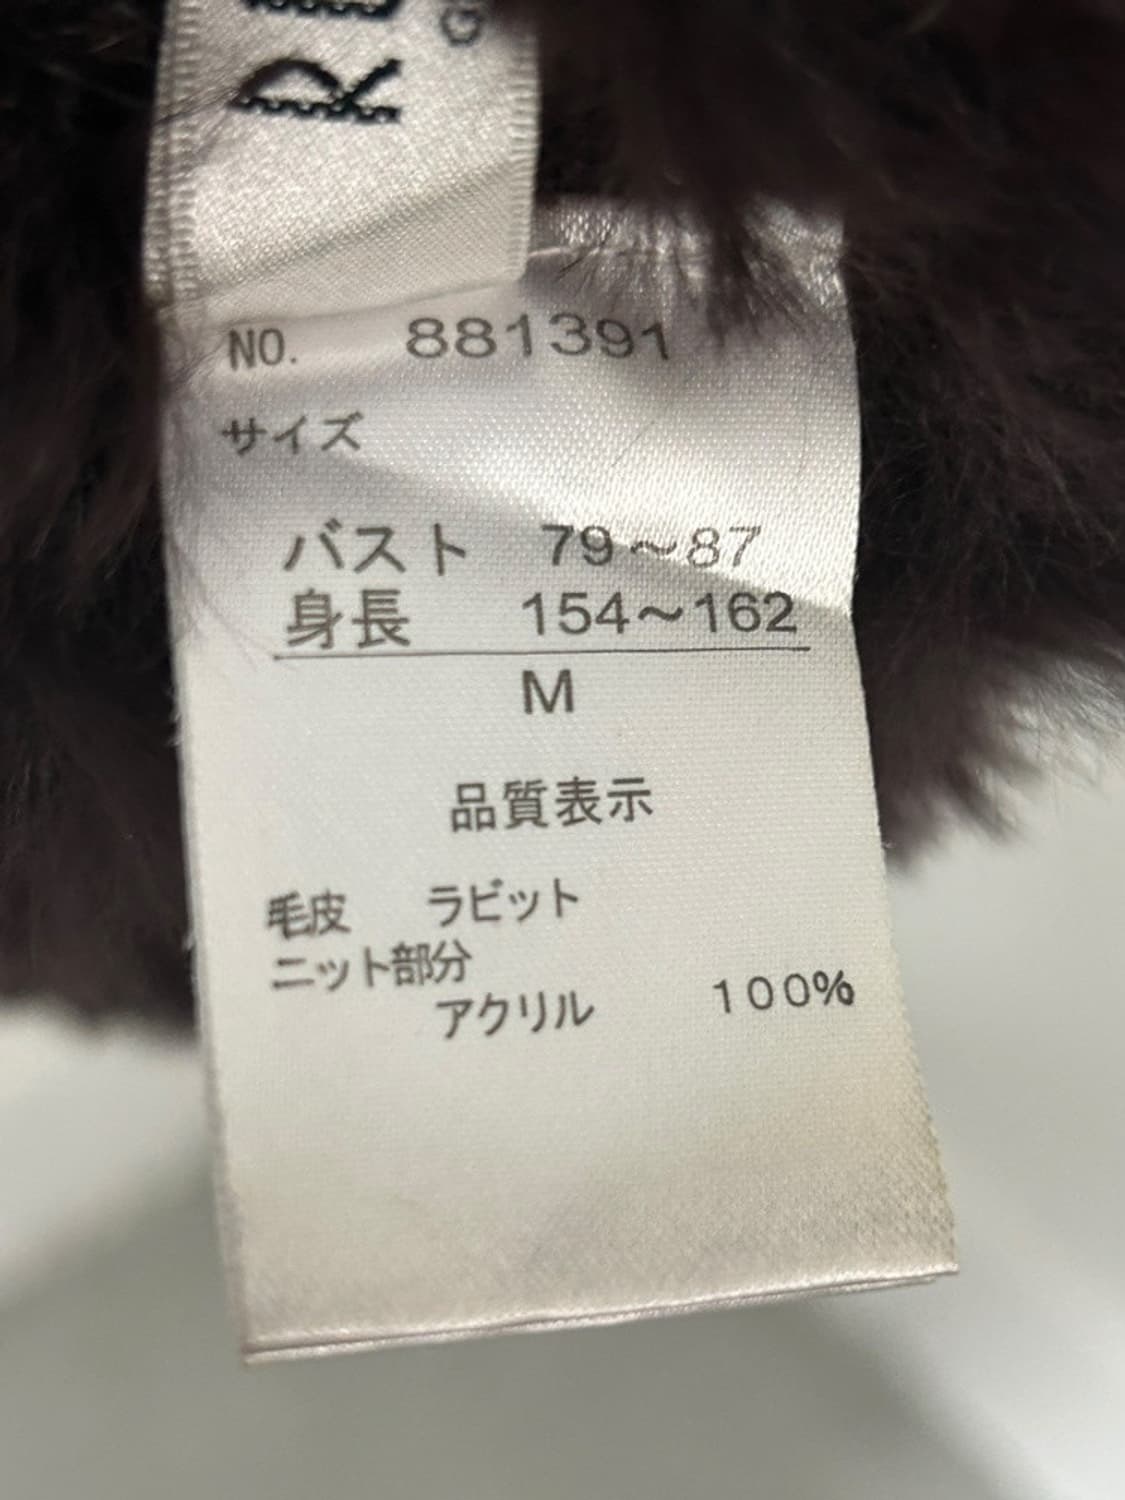 NO. 881391
サイズ
バスト 79～87
身長 154～162
M
品質表示
毛皮 ラビット
ニット部分
アクリル 100%